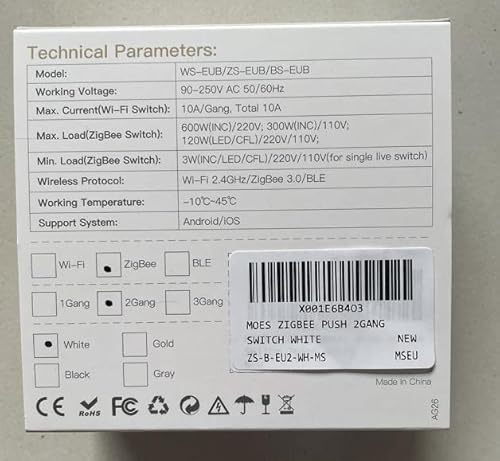 Technical Parameters:
Model: WS-EUB/ZS-EUB/BS-EUB
Working Voltage: 90-250V AC 50/60Hz
Max. Current(Wi-Fi Switch): 10A/Gang, Total 10A
Max. Load(ZigBee Switch): 600W(INC)/220V; 300W(INC)/110V;
120W(LED/CFL)/220V/110V;
Min. Load(ZigBee Switch): 3W(INC/LED/CFL)/220V/110V(for single live switch)
Wireless Protocol: Wi-Fi 2.4GHz/ZigBee 3.0/BLE
Working Temperature: -10℃~45℃
Support System: Android/iOS
Wi-Fi ZigBee BLE
1Gang 2Gang 3Gang
White Gold
Black Gray
X001E6B4O3
MOES ZIGBEE PUSH 2GANG
SWITCH WHITE NEW
ZS-B-EU2-WH-MS MSEU
Made In China
CE RoHS FC
AG26